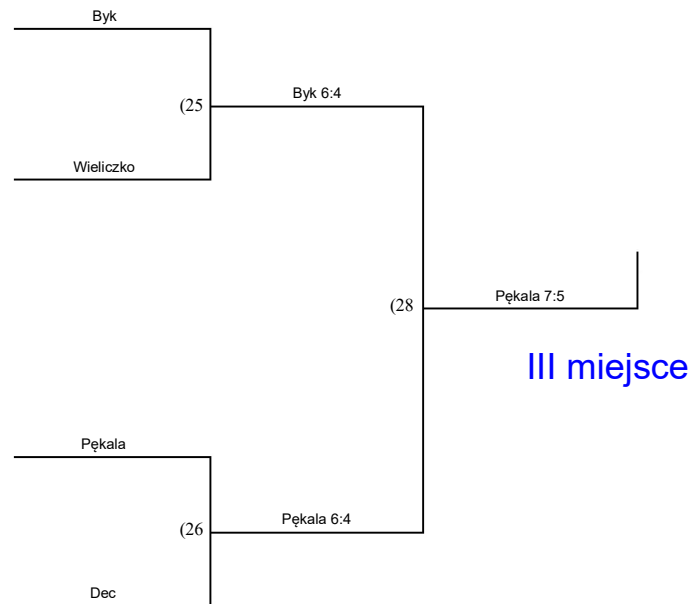 Byk
(25
Byk 6:4
Wieliczko
(28
Pękala 7:5
III miejsce
Pękala
(26
Pękala 6:4
Dec